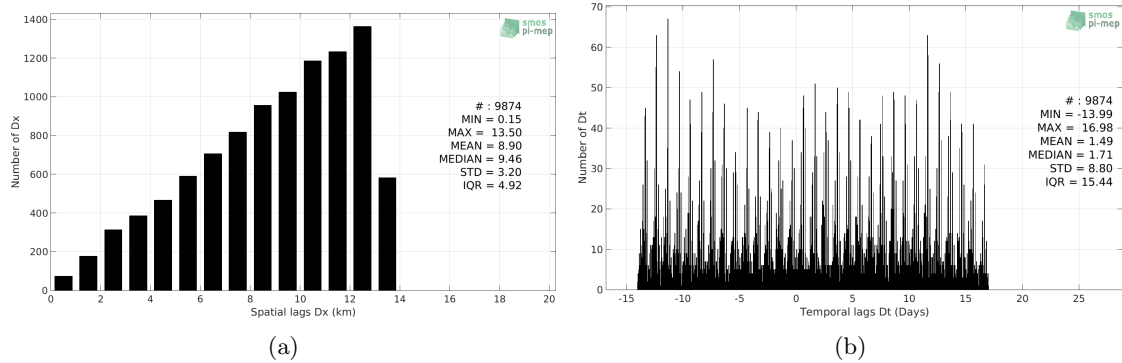 1400
1200
1000
800
600
400
200
0
Number of Dx
smos
pi-mep
# : 9874
MIN = 0.15
MAX = 13.50
MEAN = 8.90
MEDIAN = 9.46
STD = 3.20
IQR = 4.92
0 2 4 6 8 10 12 14 16 18 20
Spatial lags Dx (km)
(a)
70
60
50
40
30
20
10
0
Number of Dt
smos
pi-mep
# : 9874
MIN = -13.99
MAX = 16.98
MEAN = 1.49
MEDIAN = 1.71
STD = 8.80
IQR = 15.44
-15 -10 -5 0 5 10 15 20 25
Temporal lags Dt (Days)
(b)